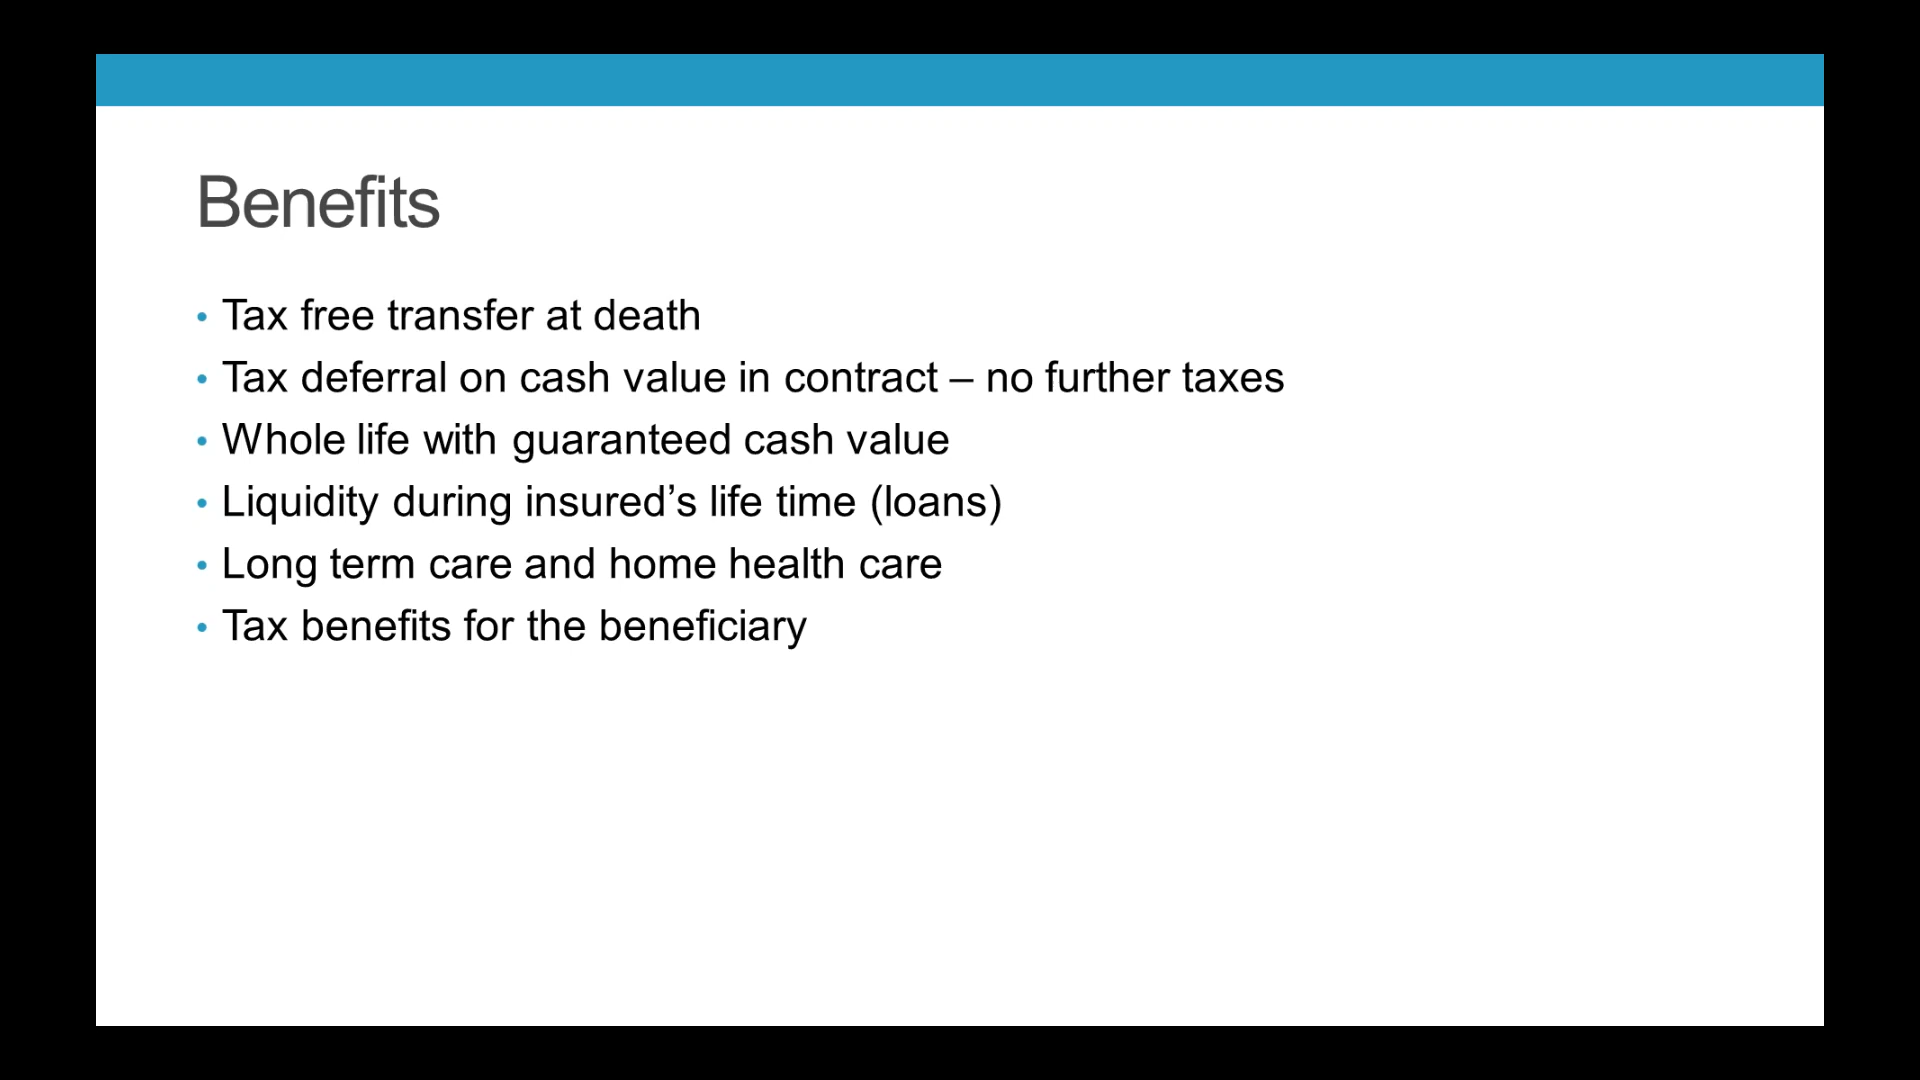 Benefits
• Tax free transfer at death
• Tax deferral on cash value in contract – no further taxes
• Whole life with guaranteed cash value
• Liquidity during insured’s life time (loans)
• Long term care and home health care
• Tax benefits for the beneficiary